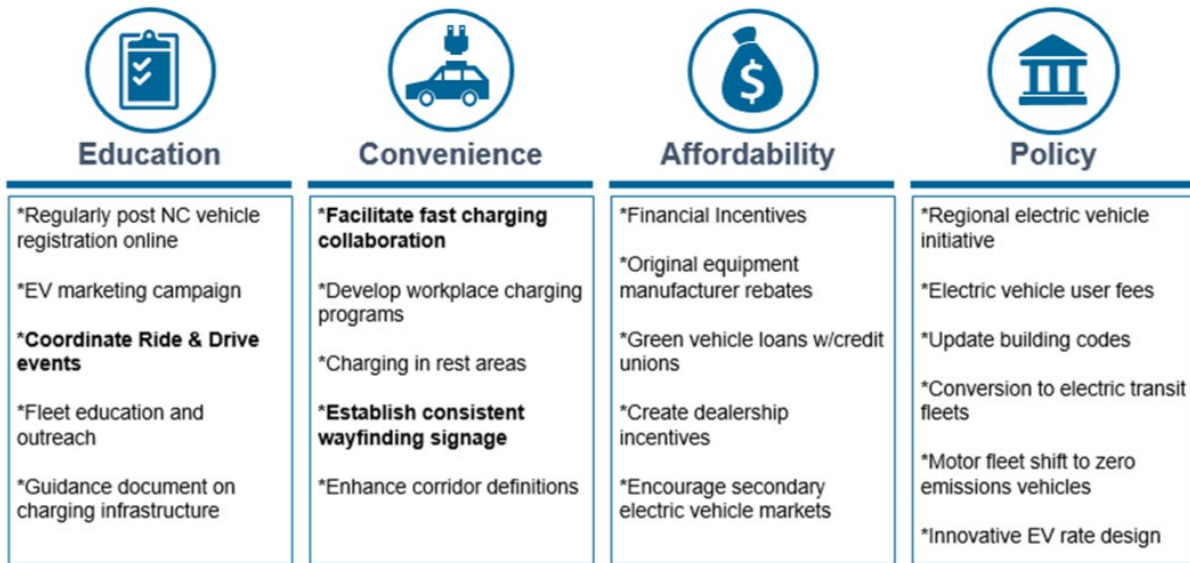 Education
*Regularly post NC vehicle
registration online
*EV marketing campaign
*Coordinate Ride & Drive
events
*Fleet education and
outreach
*Guidance document on
charging infrastructure
Convenience
*Facilitate fast charging
collaboration
*Develop workplace charging
programs
*Charging in rest areas
*Establish consistent
wayfinding signage
*Enhance corridor definitions
$
Affordability
*Financial Incentives
*Original equipment
manufacturer rebates
*Green vehicle loans w/credit
unions
*Create dealership
incentives
*Encourage secondary
electric vehicle markets
Policy
*Regional electric vehicle
initiative
*Electric vehicle user fees
*Update building codes
*Conversion to electric transit
fleets
*Motor fleet shift to zero
emissions vehicles
*Innovative EV rate design